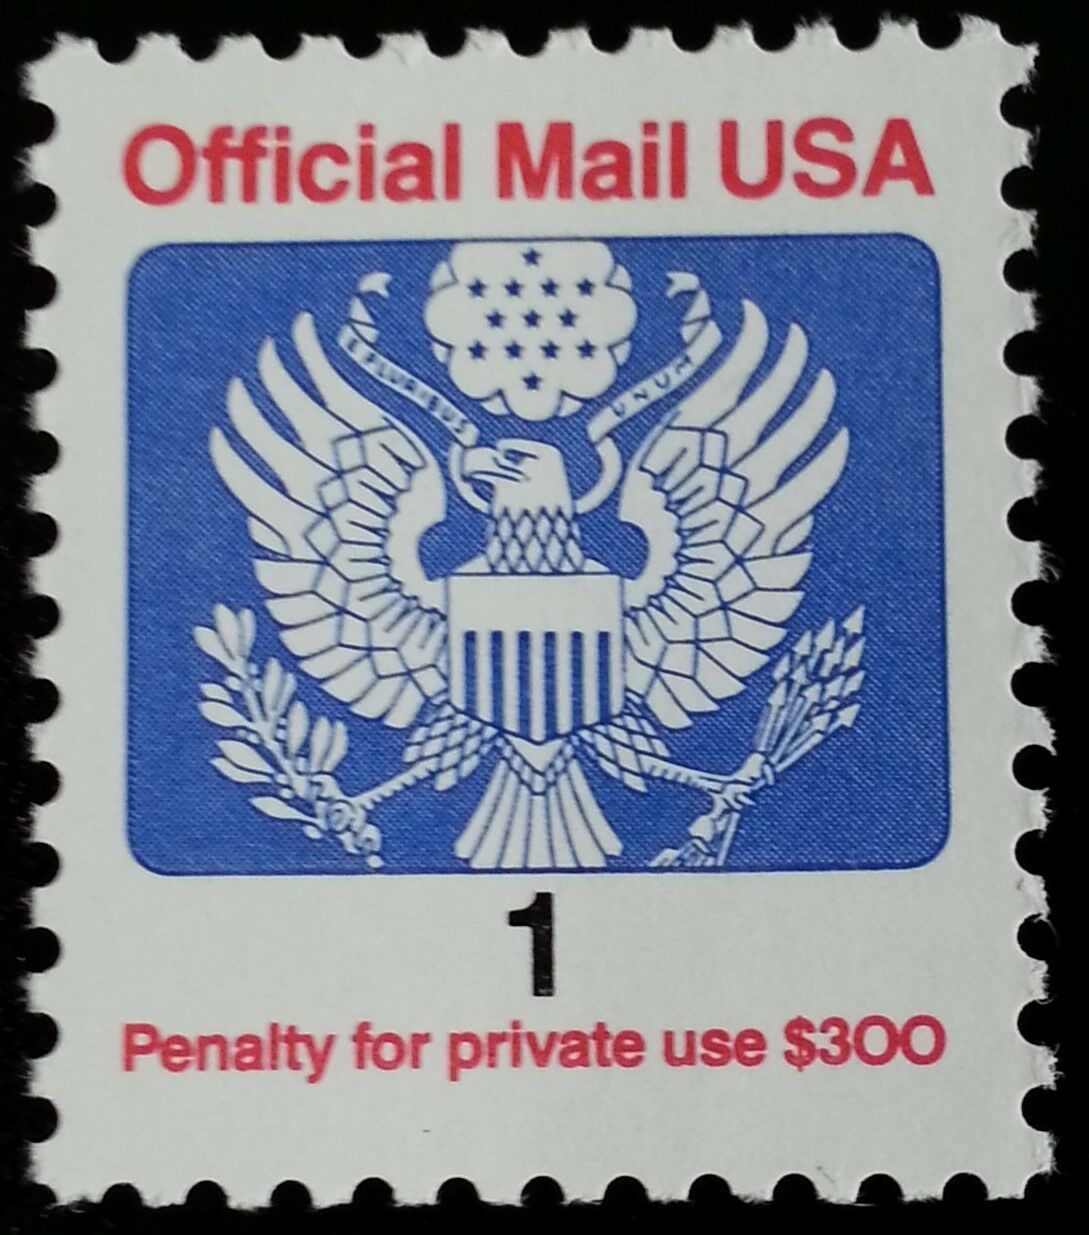 Official Mail USA
E PLURIBUS UNUM
1
Penalty for private use $300